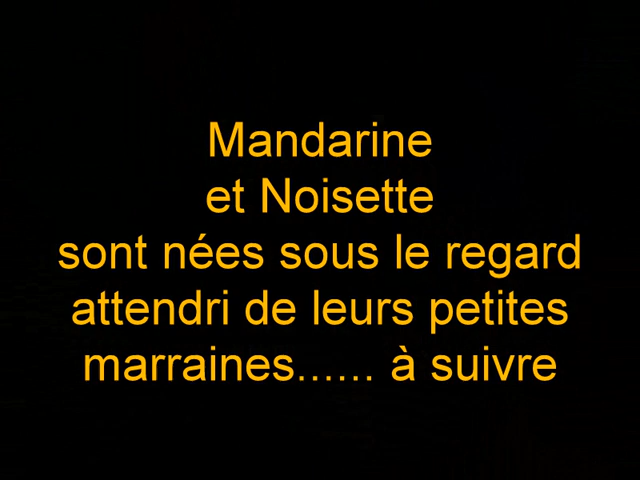 Mandarine
et Noisette
sont nées sous le regard
attendri de leurs petites
marraines...... à suivre